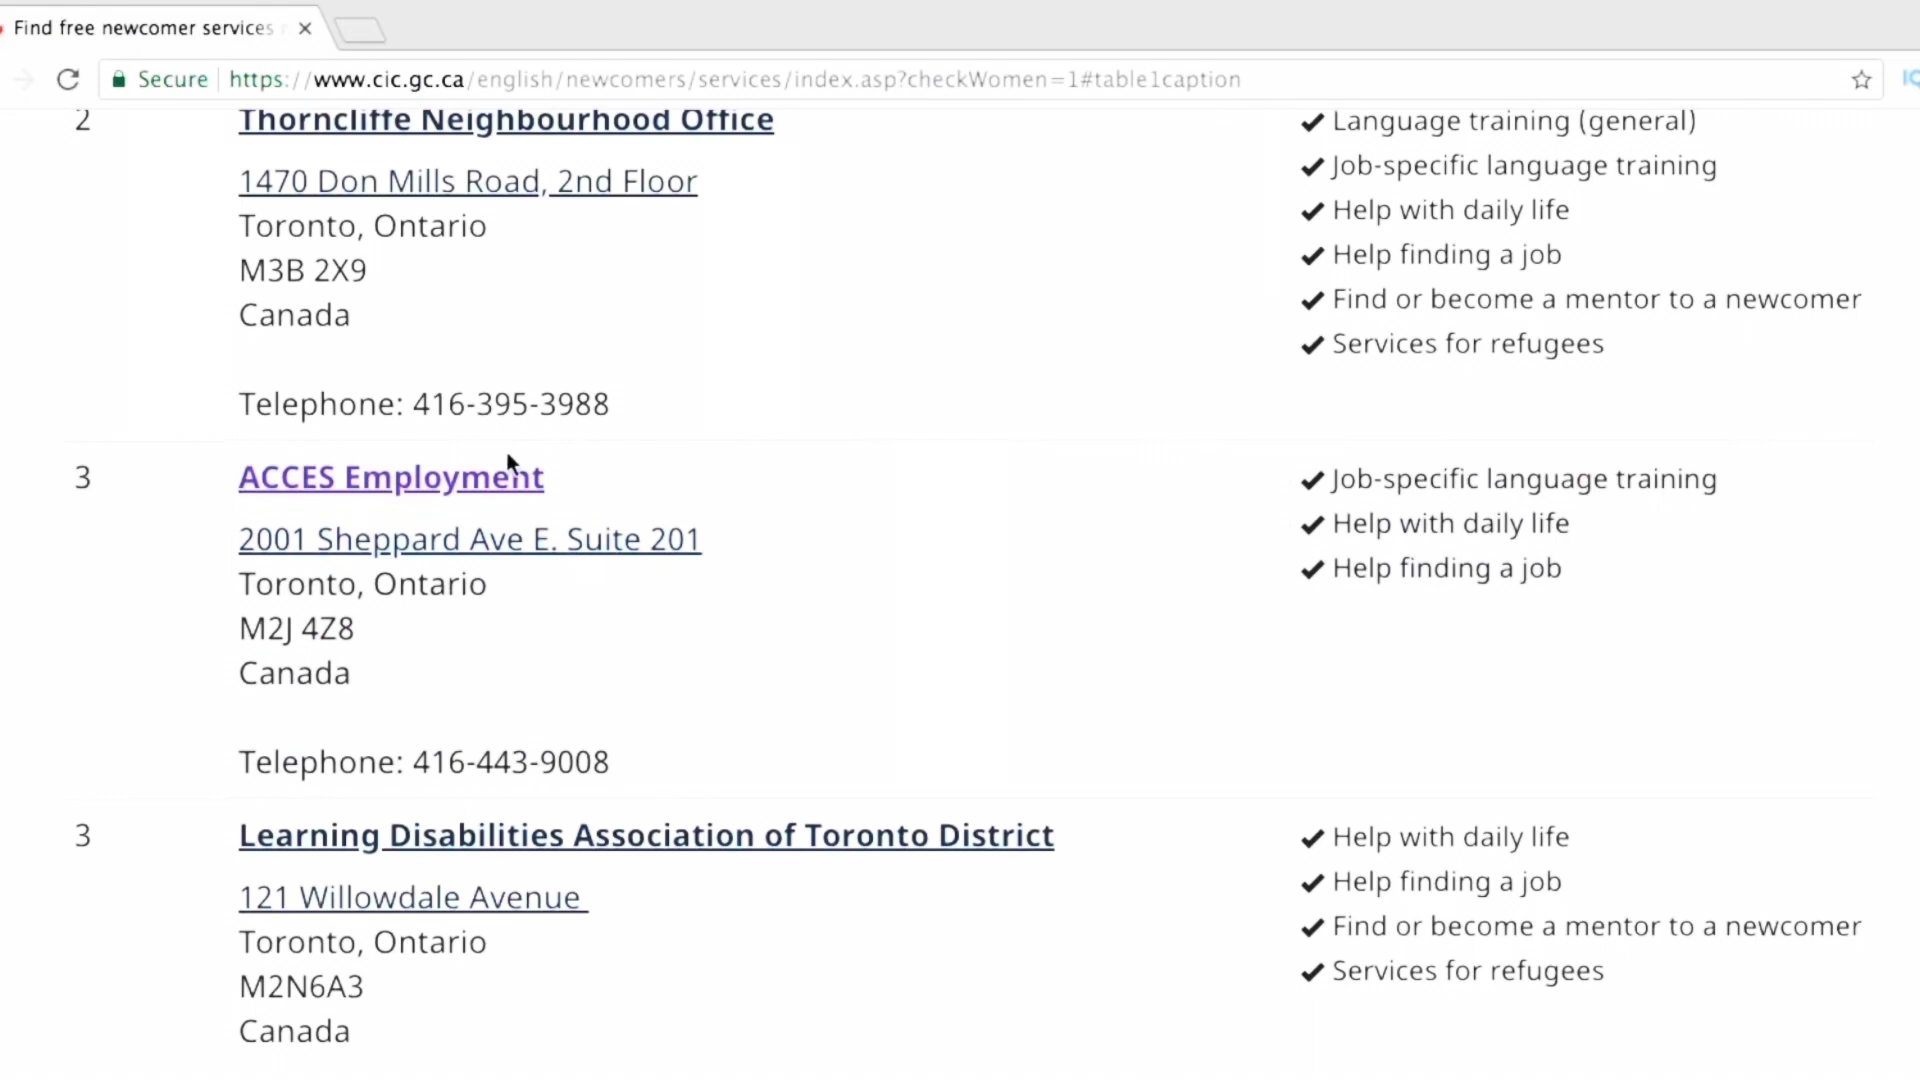 Find free newcomer services
Secure https://www.cic.gc.ca/english/newcomers/services/index.asp?checkWomen=1#table1caption
2
Thorncliffe Neighbourhood Office
1470 Don Mills Road, 2nd Floor
Toronto, Ontario
M3B 2X9
Canada
Telephone: 416-395-3988
✔ Language training (general)
✔ Job-specific language training
✔ Help with daily life
✔ Help finding a job
✔ Find or become a mentor to a newcomer
✔ Services for refugees
3
ACCES Employment
2001 Sheppard Ave E. Suite 201
Toronto, Ontario
M2J 4Z8
Canada
Telephone: 416-443-9008
✔ Job-specific language training
✔ Help with daily life
✔ Help finding a job
3
Learning Disabilities Association of Toronto District
121 Willowdale Avenue
Toronto, Ontario
M2N6A3
Canada
✔ Help with daily life
✔ Help finding a job
✔ Find or become a mentor to a newcomer
✔ Services for refugees